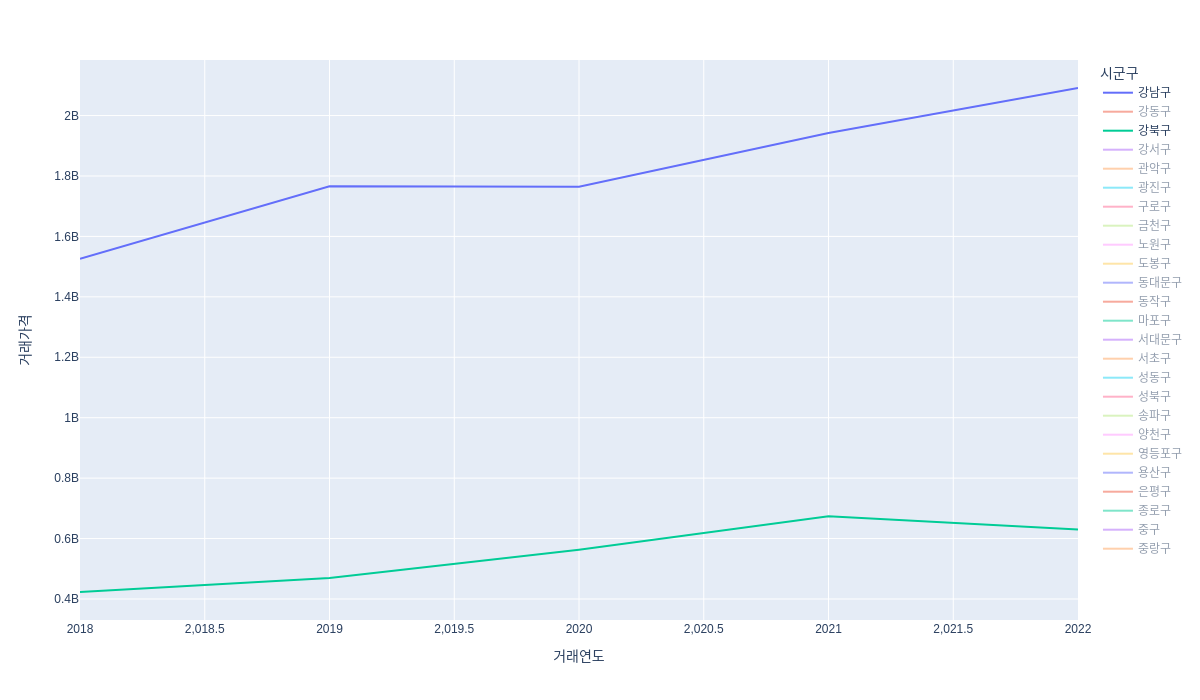 시군구
강남구
강동구
강북구
강서구
관악구
광진구
구로구
금천구
노원구
도봉구
동대문구
동작구
마포구
서대문구
서초구
성동구
성북구
송파구
양천구
영등포구
용산구
은평구
종로구
중구
중랑구
거래가격
2B
1.8B
1.6B
1.4B
1.2B
1B
0.8B
0.6B
0.4B
2018 2,018.5 2019 2,019.5 2020 2,020.5 2021 2,021.5 2022
거래연도